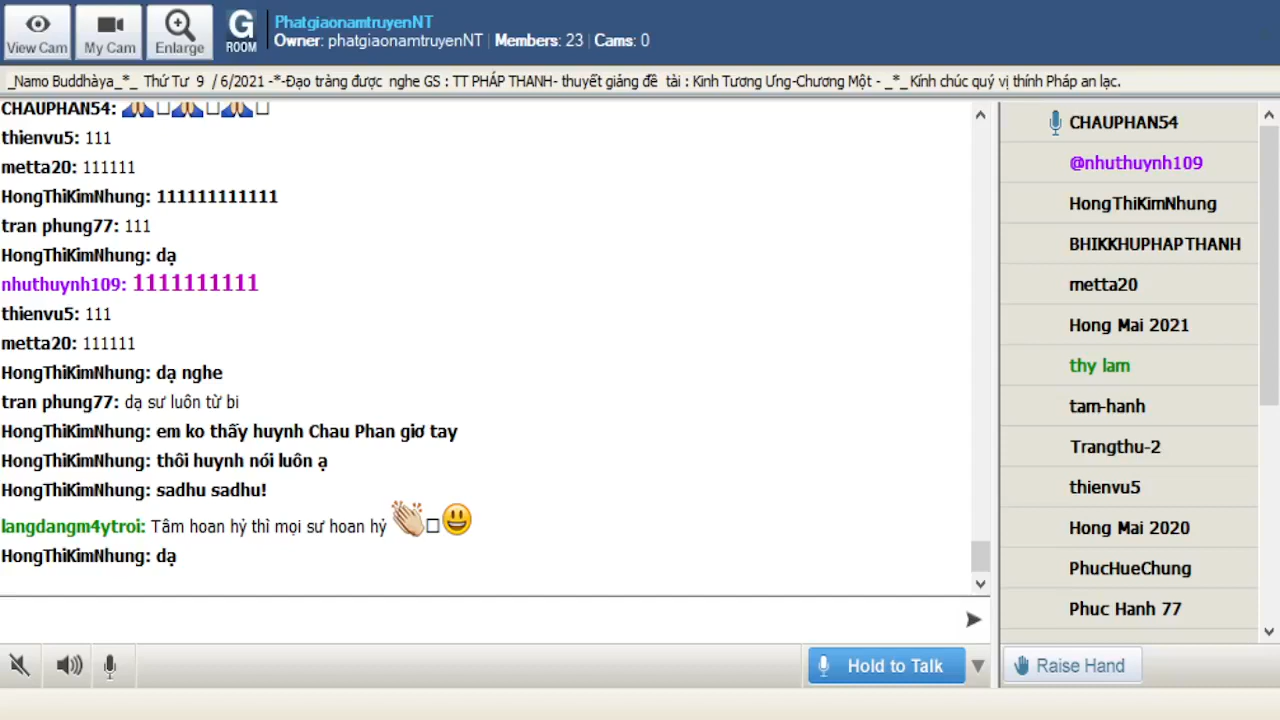 View Cam
My Cam
Enlarge
G
ROOM
PhatgiaonamtruyenNT
Owner: phatgiaonamtruyenNT | Members: 23 | Cams: 0
_Namo Buddhàya_*_ Thứ Tư 9 / 6/2021 -*-Đạo tràng được nghe GS : TT PHÁP THANH- thuyết giảng đề tài : Kinh Tương Ưng-Chương Một - _*_ Kính chúc quý vị thính Pháp an lạc.
CHAUPHAN54: 🙏□🙏□🙏□
thienvu5: 111
metta20: 111111
HongThiKimNhung: 111111111111
tran phung77: 111
HongThiKimNhung: dạ
nhuthuynh109: 1111111111
thienvu5: 111
metta20: 111111
HongThiKimNhung: dạ nghe
tran phung77: dạ sư luôn từ bi
HongThiKimNhung: em ko thấy huynh Chau Phan giơ tay
HongThiKimNhung: thôi huynh nói luôn ạ
HongThiKimNhung: sadhu sadhu!
langdangm4ytroi: Tâm hoan hỷ thì mọi sư hoan hỷ 👏□😃
HongThiKimNhung: dạ
CHAUPHAN54
@nhuthuynh109
HongThiKimNhung
BHIKKHUPHAPTHANH
metta20
Hong Mai 2021
thy lam
tam-hanh
Trangthu-2
thienvu5
Hong Mai 2020
PhucHueChung
Phuc Hanh 77
Hold to Talk
Raise Hand